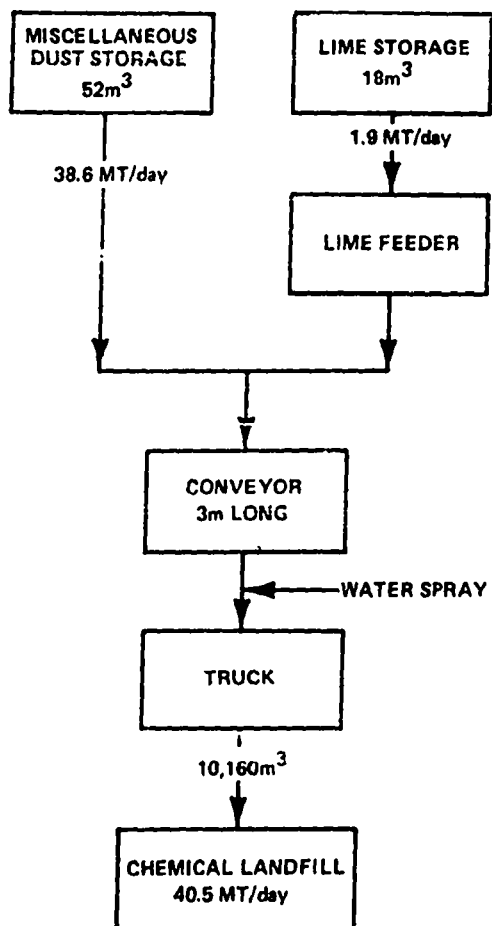 MISCELLANEOUS
DUST STORAGE
52m³
LIME STORAGE
18m³
1.9 MT/day
38.6 MT/day
LIME FEEDER
CONVEYOR
3m LONG
WATER SPRAY
TRUCK
10,160m³
CHEMICAL LANDFILL
40.5 MT/day